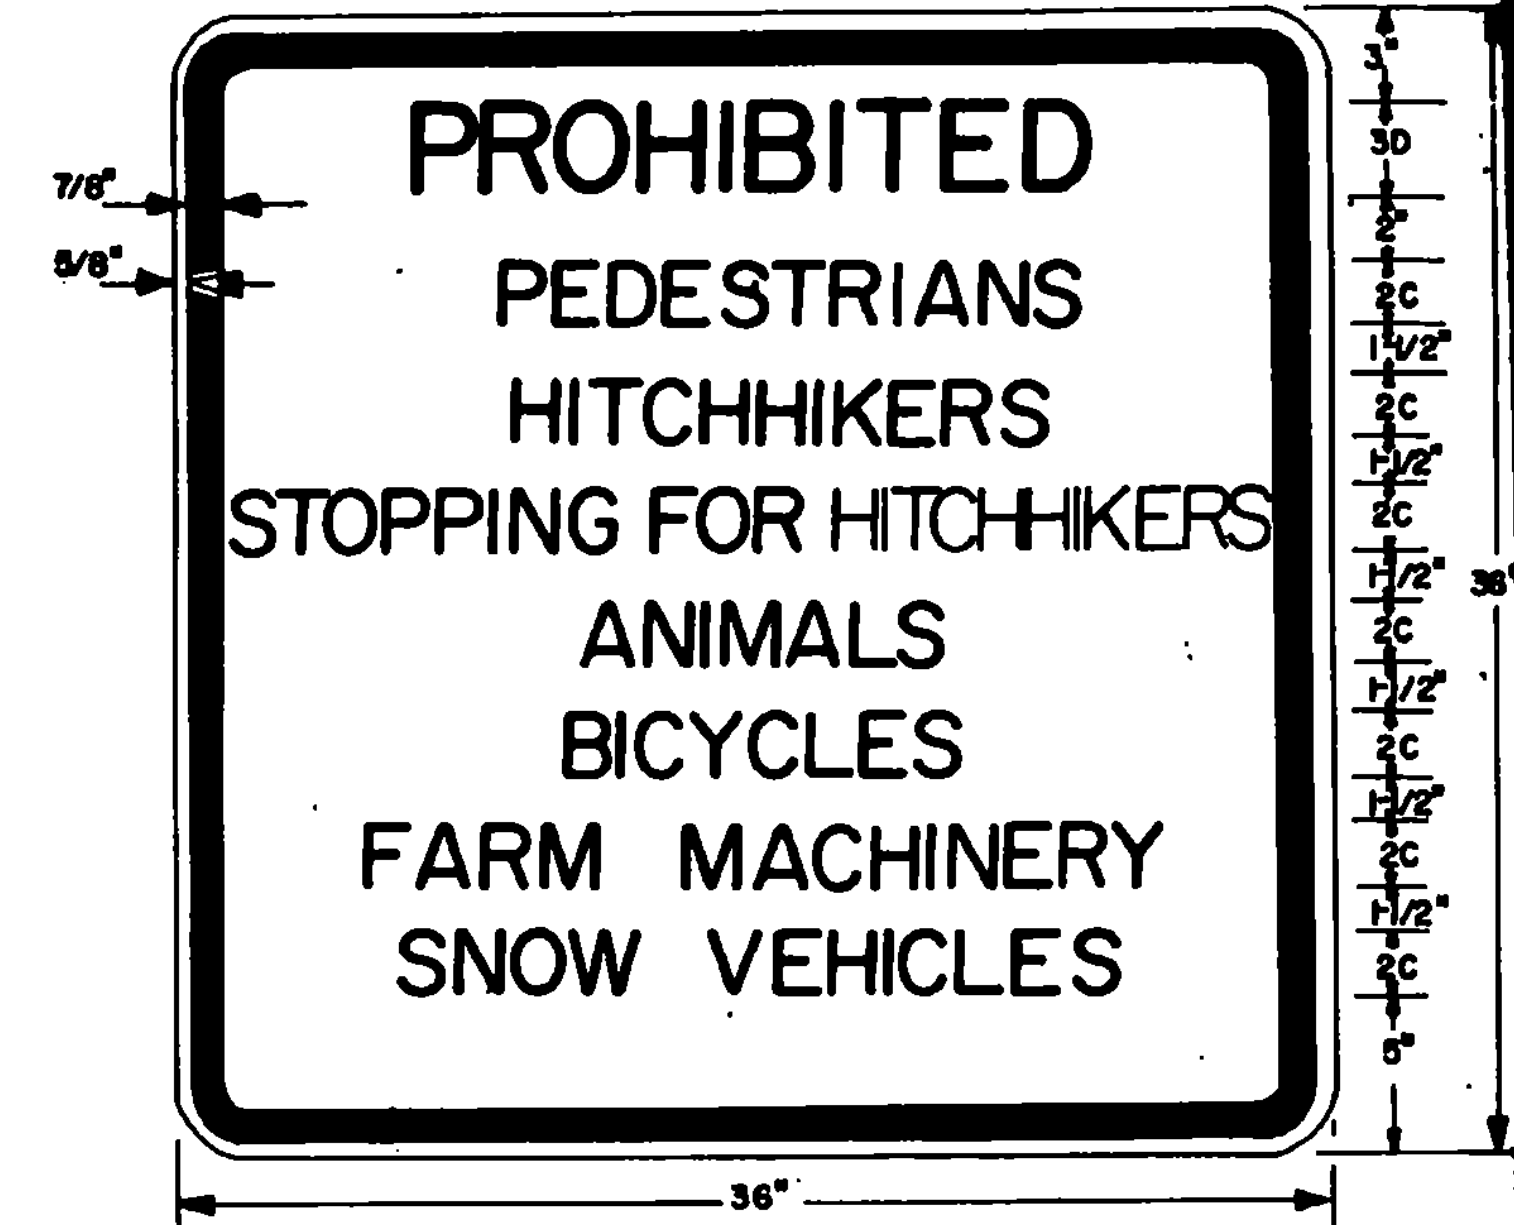 PROHIBITED
PEDESTRIANS
HITCHHIKERS
STOPPING FOR HITCHHIKERS
ANIMALS
BICYCLES
FARM MACHINERY
SNOW VEHICLES
7/8"
5/8"
3"
3D
2"
2C
1-1/2"
2C
1-1/2"
2C
1-1/2"
2C
1-1/2"
2C
1-1/2"
2C
1-1/2"
2C
5"
36"
36"